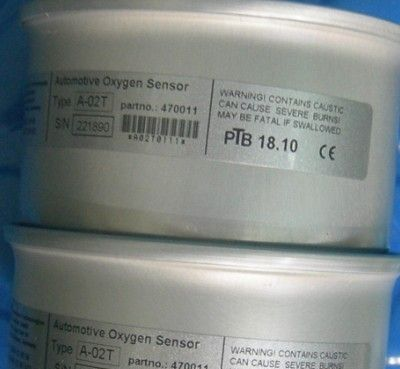 Automotive Oxygen Sensor
Type A-02T partno.: 470011
S/N 221890
*A02T0111*
WARNING! CONTAINS CAUSTIC
CAN CAUSE SEVERE BURNS!
MAY BE FATAL IF SWALLOWED
PTB 18.10 CE
Automotive Oxygen Sensor
Type A-02T partno.: 470011
S/N
WARNING! CONTAINS CAUSTIC
CAN CAUSE SEVERE BURNS!